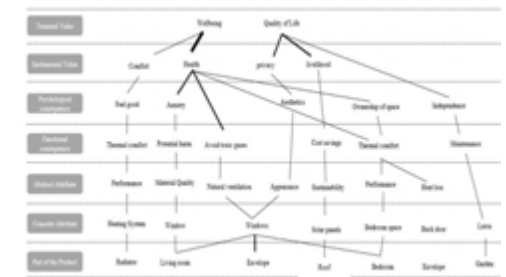 Terminal Value Wellbeing Quality of Life
Instrumental Value Comfort Health privacy livelihood
Psychological consequence Feel good Anxiety Aesthetics Ownership of space Independence
Functional consequence Thermal comfort Potential harm Avoid toxic gases Cost savings Thermal comfort Maintenance
Abstract Attribute Performance Material Quality Natural ventilation Appearance Sustainability Performance Heat loss
Concrete Attribute Heating System Window Windows Solar panels Bedroom space Back door Lawn
Part of the Product Radiator Living room Envelope Roof Bedroom Envelope Garden